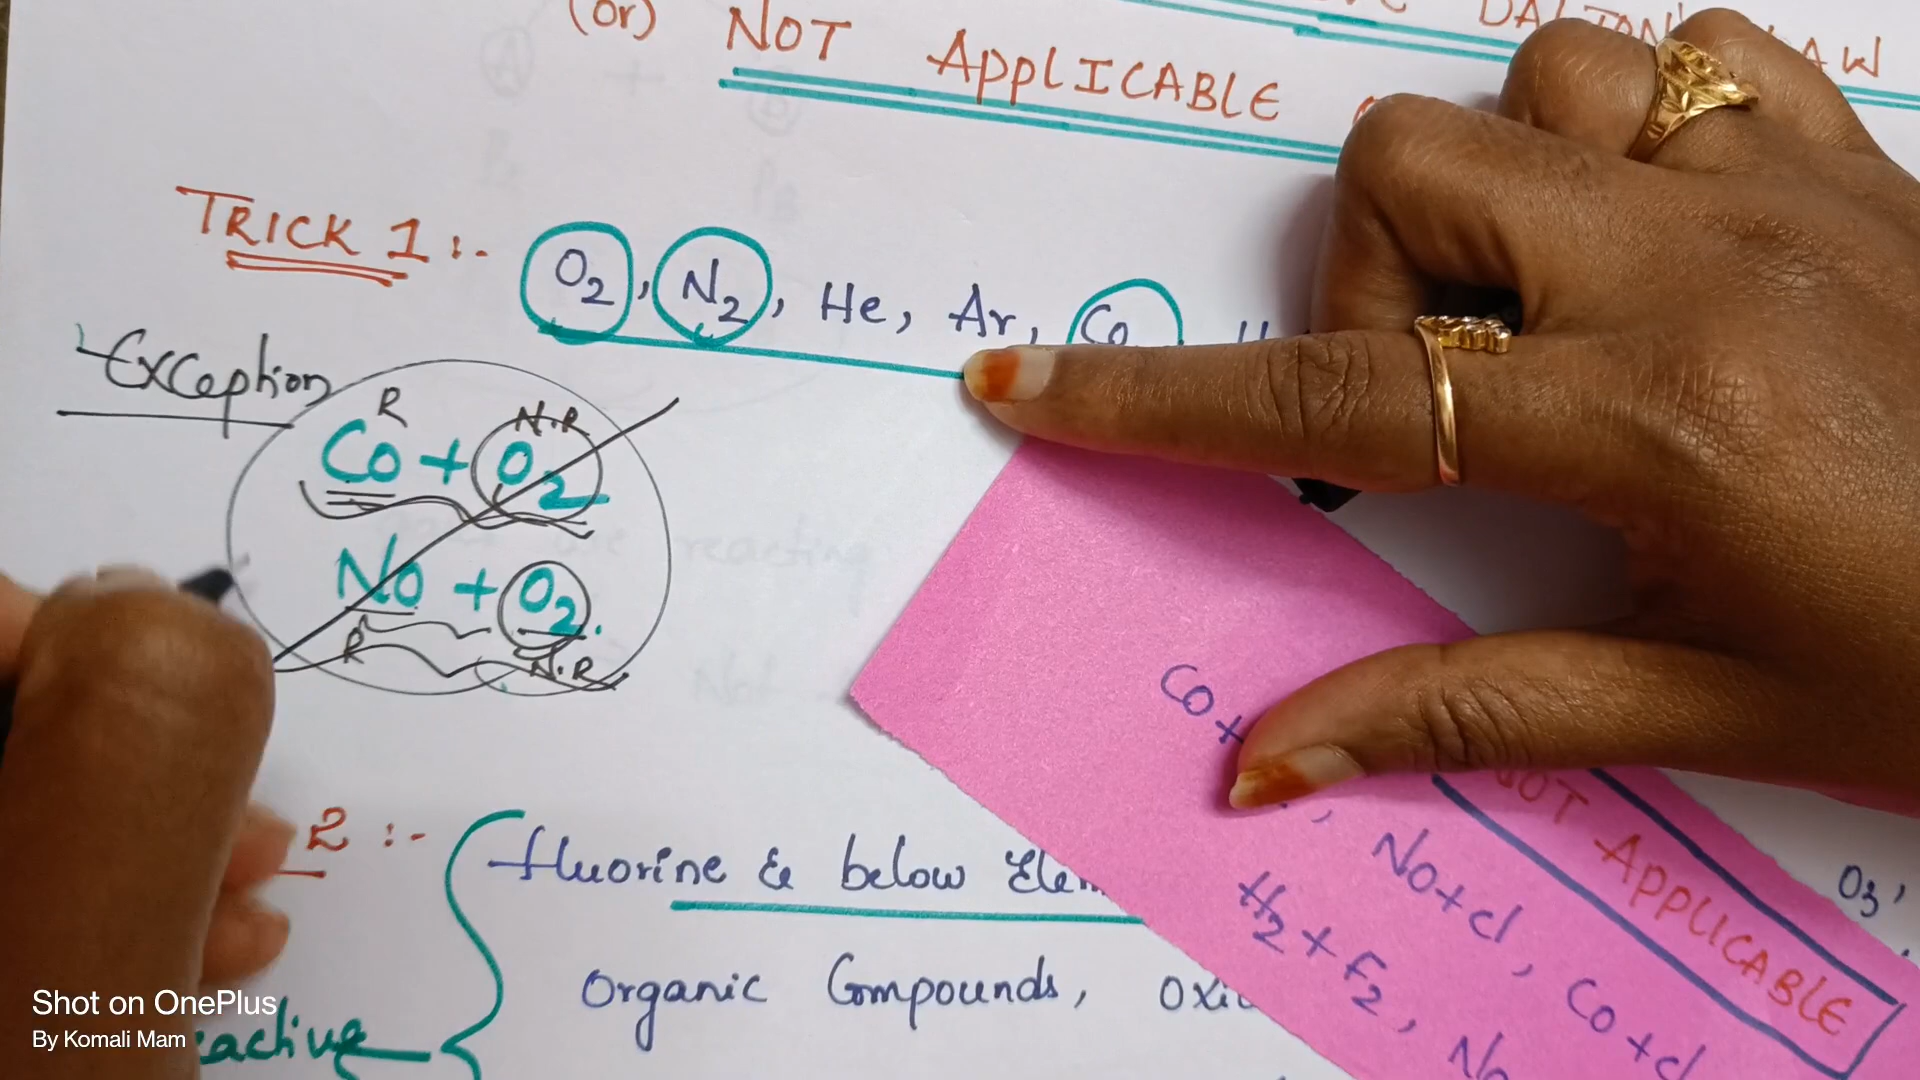 DALTON'S LAW
(or) NOT APPLICABLE
TRICK 1:- O2, N2, He, Ar, Co
Exception
R N.R
Co + O2
No + O2.
R N.R
2:- fluorine & below
Organic Compounds,
Co+
, No+cl, Co+cl
H2+F2,
NOT APPLICABLE
O3,
Shot on OnePlus
By Komali Mam